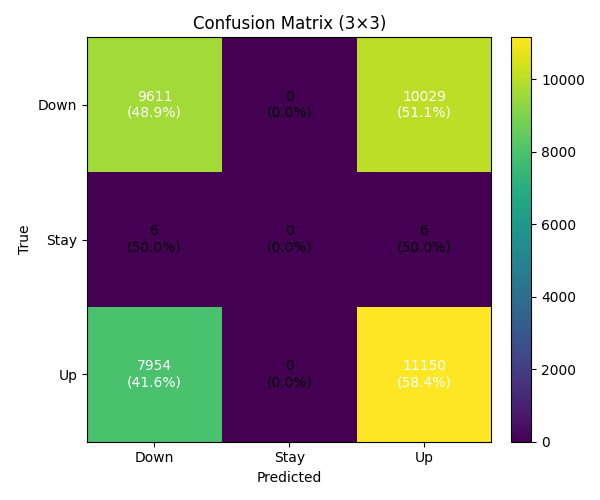 Confusion Matrix (3×3)
Down
9611
(48.9%)
0
(0.0%)
10029
(51.1%)
Stay
6
(50.0%)
0
(0.0%)
6
(50.0%)
Up
7954
(41.6%)
0
(0.0%)
11150
(58.4%)
Down
Stay
Up
Predicted
True
10000
8000
6000
4000
2000
0